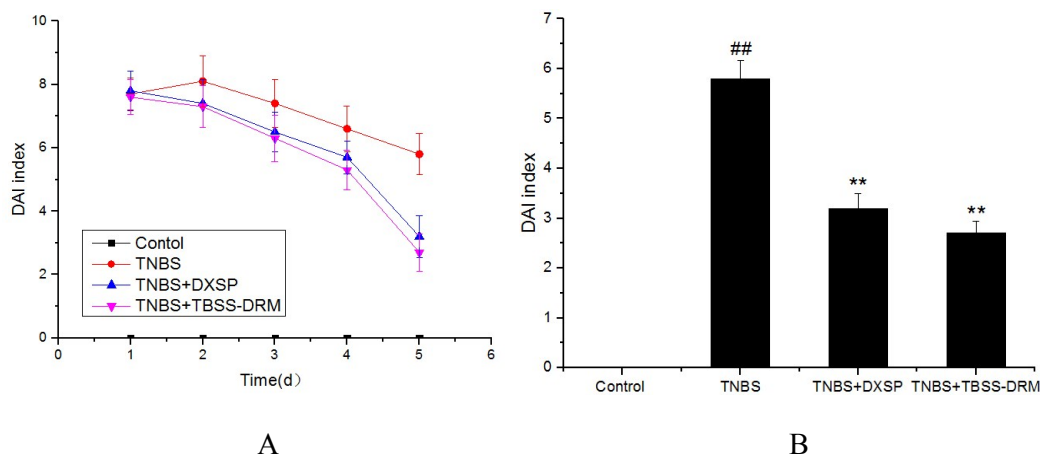 10
8
6
4
2
0
DAI index
Contol
TNBS
TNBS+DXSP
TNBS+TBSS-DRM
0 1 2 3 4 5 6
Time(d）
A
7
6
5
4
3
2
1
0
DAI index
##
**
**
Control TNBS TNBS+DXSP TNBS+TBSS-DRM
B